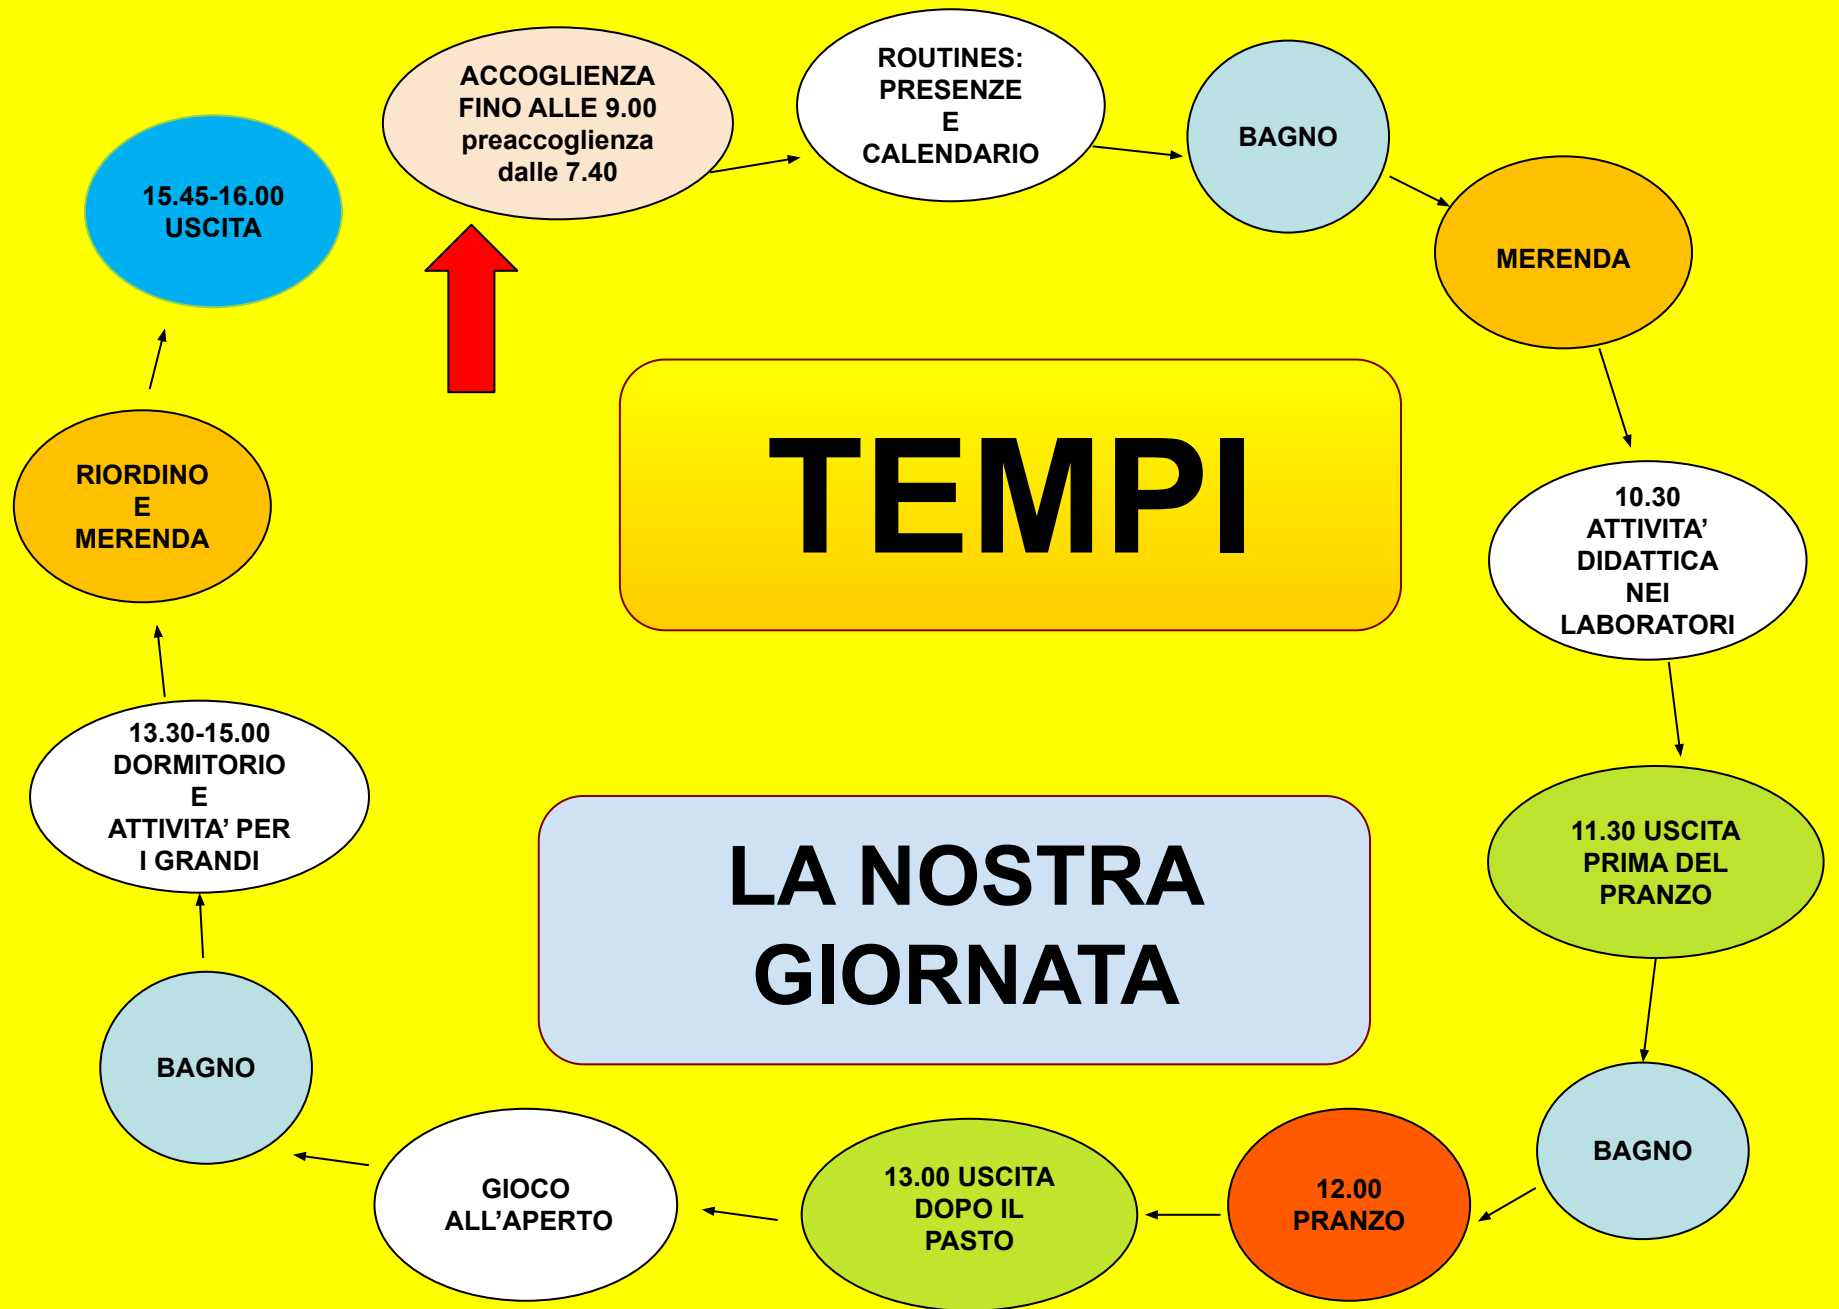 ACCOGLIENZA
FINO ALLE 9.00
preaccoglienza
dalle 7.40
ROUTINES:
PRESENZE
E
CALENDARIO
BAGNO
MERENDA
10.30
ATTIVITA’
DIDATTICA
NEI
LABORATORI
11.30 USCITA
PRIMA DEL
PRANZO
BAGNO
12.00
PRANZO
13.00 USCITA
DOPO IL
PASTO
GIOCO
ALL’APERTO
BAGNO
13.30-15.00
DORMITORIO
E
ATTIVITA’ PER
I GRANDI
RIORDINO
E
MERENDA
15.45-16.00
USCITA
TEMPI
LA NOSTRA
GIORNATA